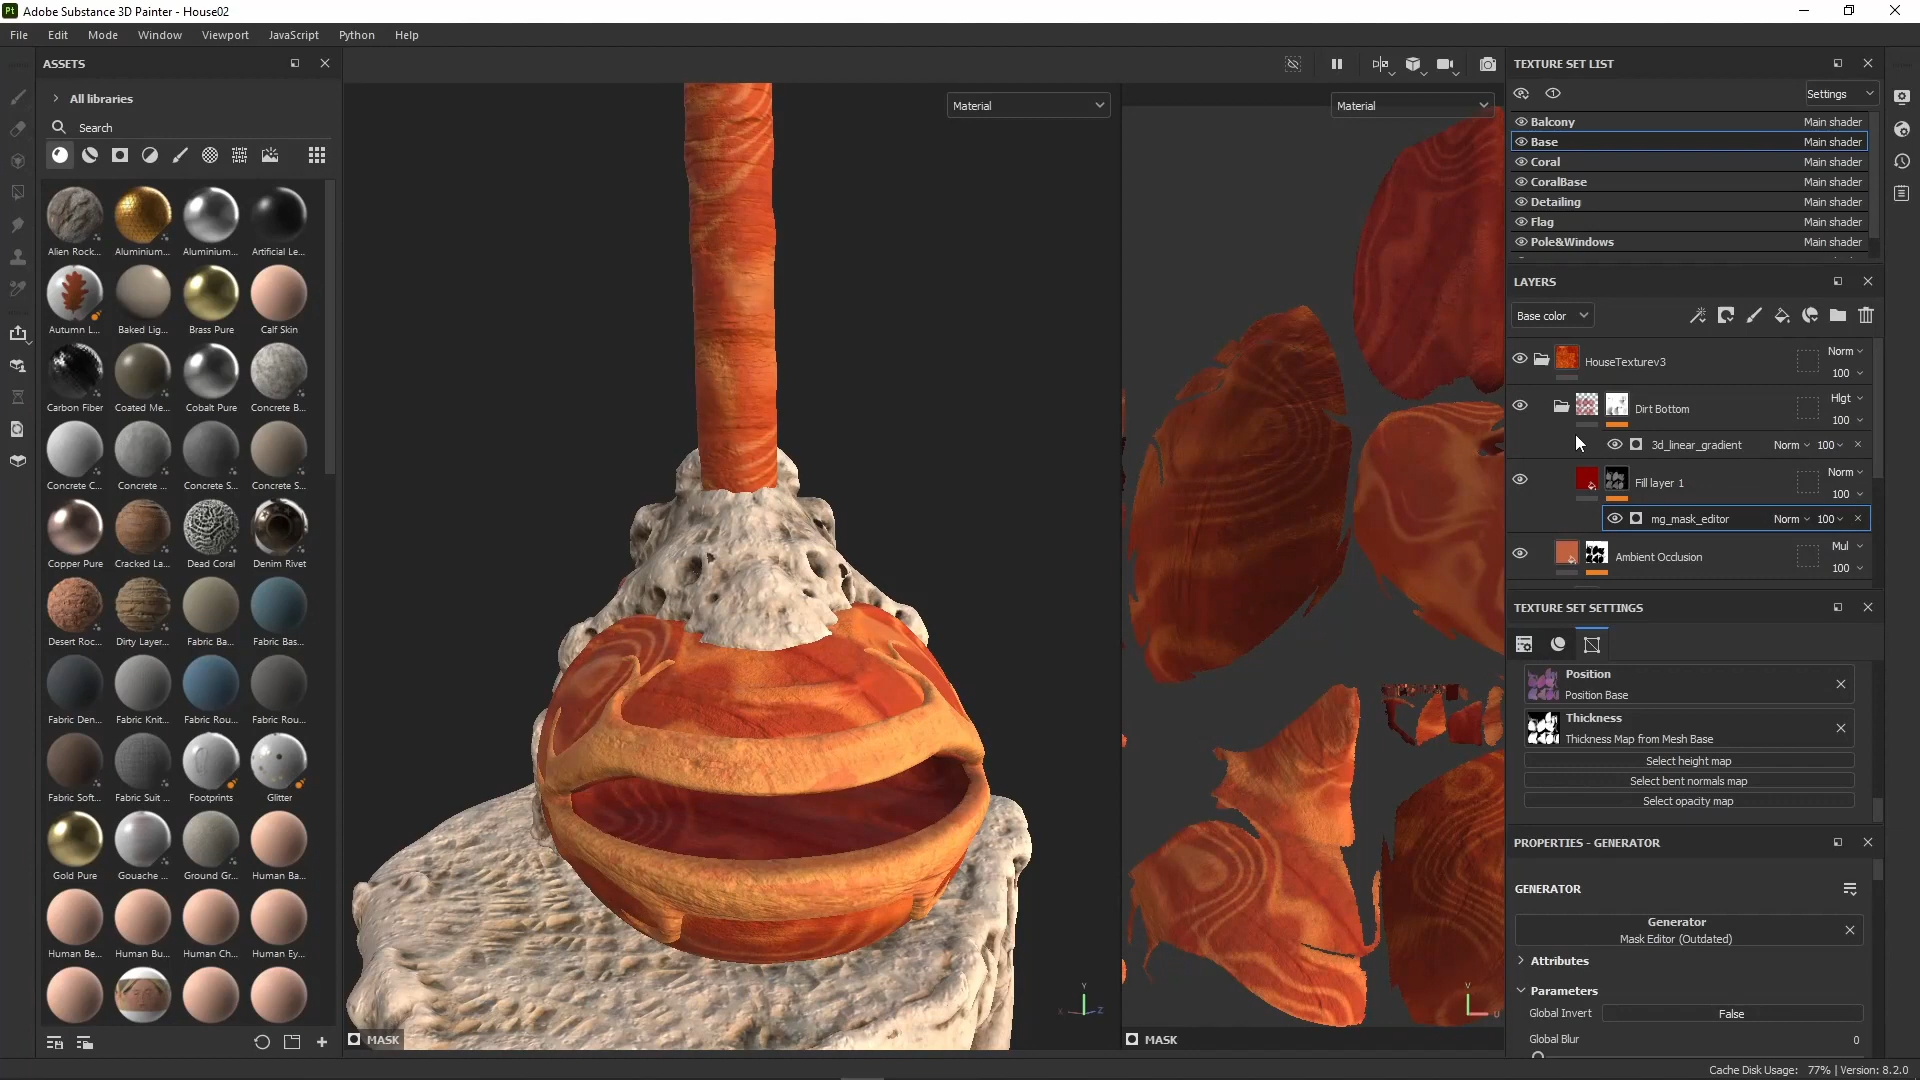 Pt Adobe Substance 3D Painter - House02
File Edit Mode Window Viewport JavaScript Python Help
ASSETS
All libraries
Search
Alien Rock... Aluminium... Aluminium... Artificial Le...
Autumn L... Baked Lig... Brass Pure Calf Skin
Carbon Fiber Coated Me... Cobalt Pure Concrete B...
Concrete C... Concrete ... Concrete S... Concrete S...
Copper Pure Cracked La... Dead Coral Denim Rivet
Desert Roc... Dirty Layer... Fabric Ba... Fabric Bas...
Fabric Den... Fabric Knit... Fabric Rou... Fabric Rou...
Fabric Soft... Fabric Suit ... Footprints Glitter
Gold Pure Gouache ... Ground Gr... Human Ba...
Human Be... Human Bu... Human Ch... Human Ey...
Material
Y
X Z
MASK
Material
V
U
MASK
TEXTURE SET LIST
Settings
Balcony Main shader
Base Main shader
Coral Main shader
CoralBase Main shader
Detailing Main shader
Flag Main shader
Pole&Windows Main shader
LAYERS
Base color
HouseTexturev3 Norm 100
Dirt Bottom Hlgt 100
3d_linear_gradient Norm 100
Fill layer 1 Norm 100
mg_mask_editor Norm 100
Ambient Occlusion Mul 100
TEXTURE SET SETTINGS
Position
Position Base
Thickness
Thickness Map from Mesh Base
Select height map
Select bent normals map
Select opacity map
PROPERTIES - GENERATOR
GENERATOR
Generator
Mask Editor (Outdated)
Attributes
Parameters
Global Invert False
Global Blur 0
Cache Disk Usage: 77% | Version: 8.2.0